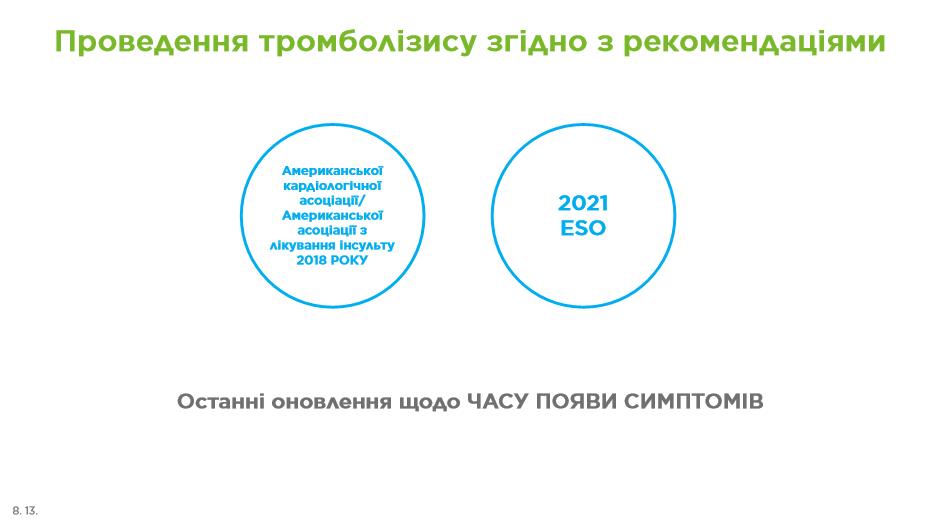 Проведення тромболізису згідно з рекомендаціями
Американської
кардіологічної
асоціації/
Американської
асоціації з
лікування інсульту
2018 РОКУ
2021
ESO
Останні оновлення щодо ЧАСУ ПОЯВИ СИМПТОМІВ
8. 13.